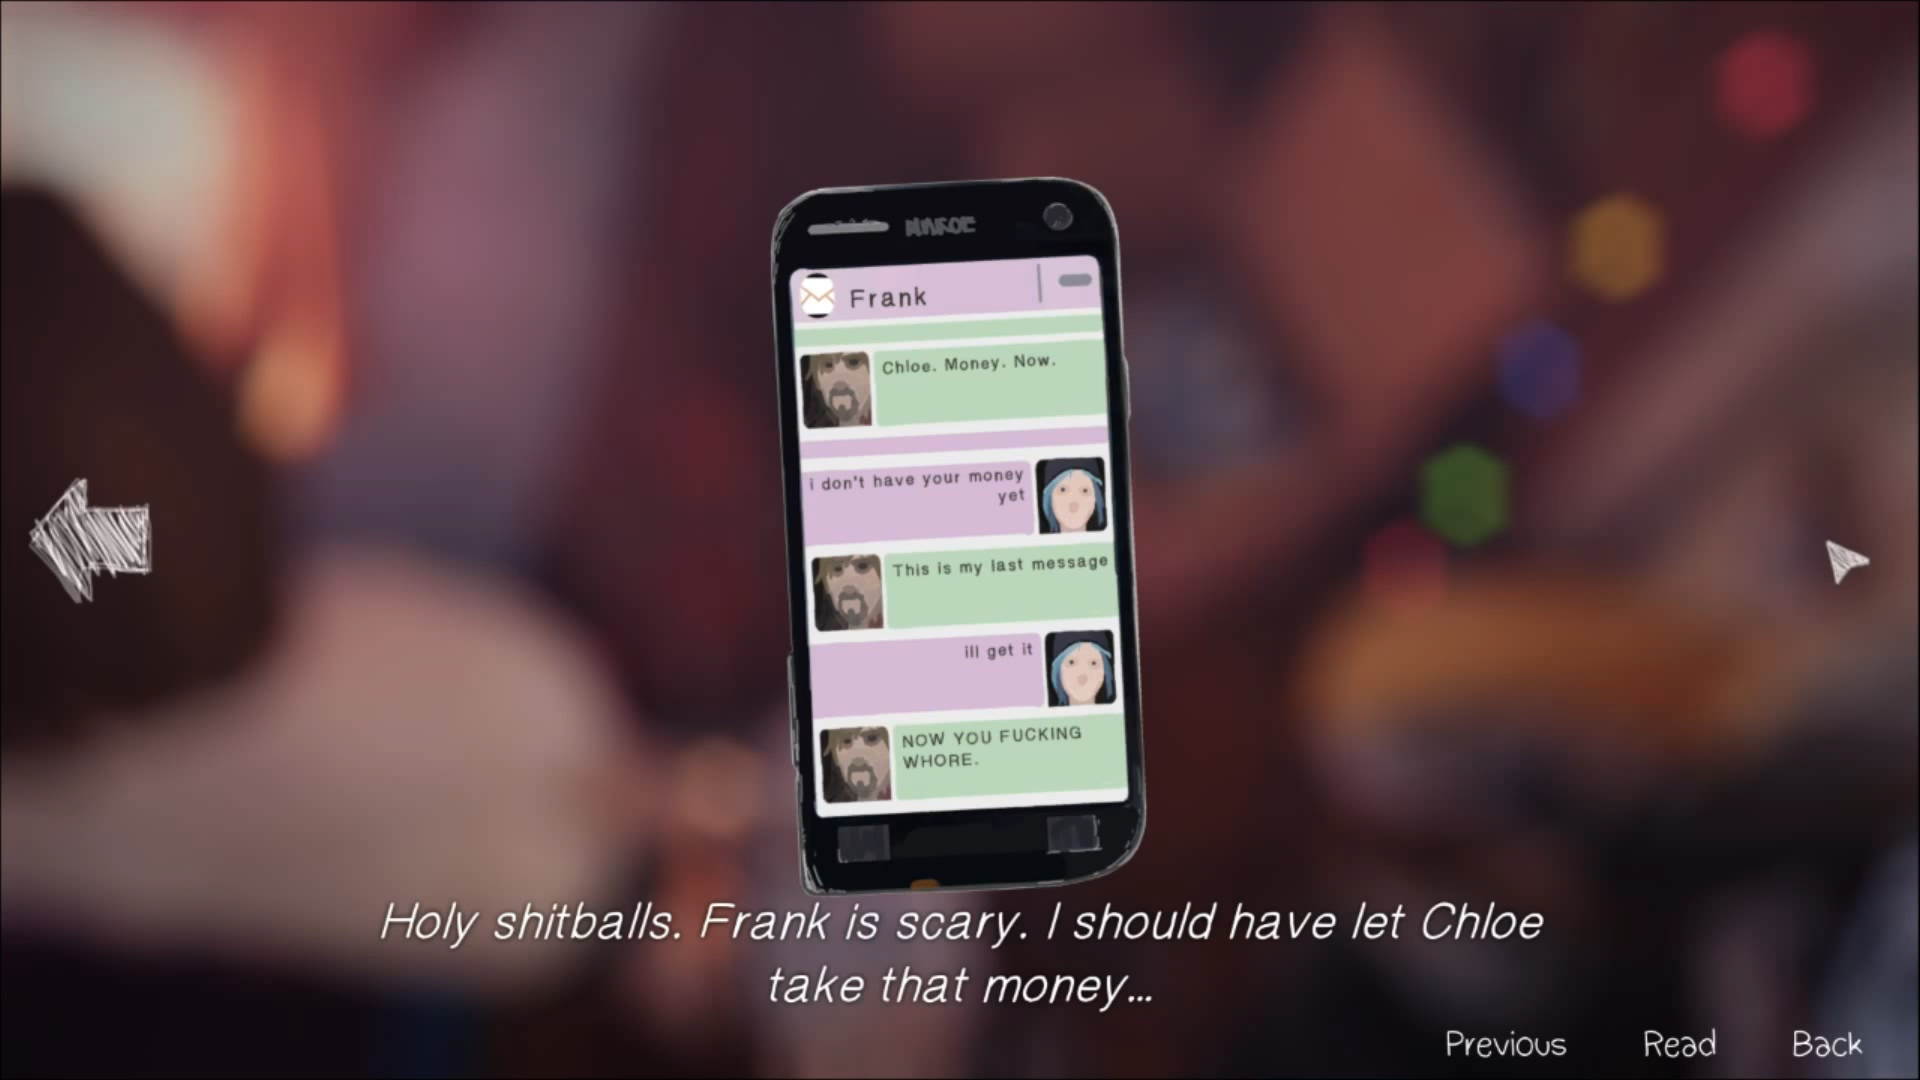 Frank
Chloe. Money. Now.
i don't have your money
yet
This is my last message
ill get it
NOW YOU FUCKING
WHORE.
Holy shitballs. Frank is scary. I should have let Chloe
take that money...
Previous Read Back